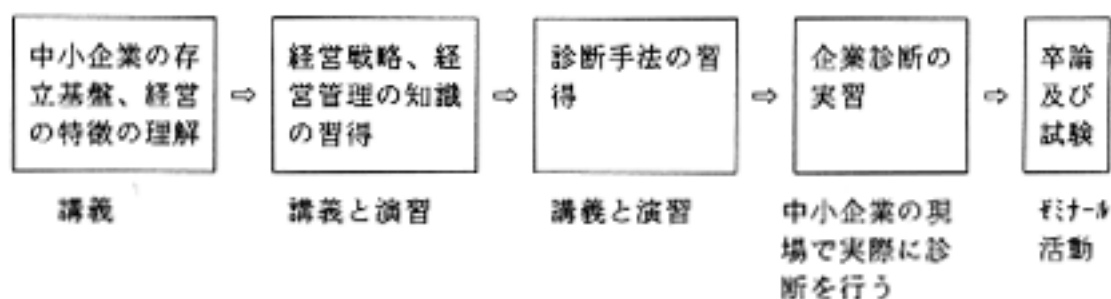 中小企業の存
立基盤、経営
の特徴の理解
⇨
経営戦略、経
営管理の知識
の習得
⇨
診断手法の習
得
⇨
企業診断の
実習
⇨
卒論
及び
試験
講義
講義と演習
講義と演習
中小企業の現
場で実際に診
断を行う
ｾﾞﾐﾅｰﾙ
活動